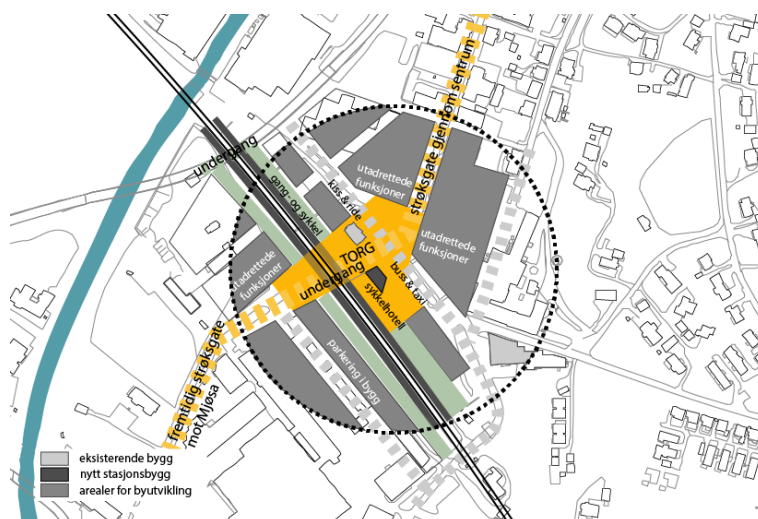 strøksgate gjennom sentrum
undergang
gang- og sykkel
kiss & ride
utadrettede
funksjoner
utadrettede
funksjoner
TORG
undergang
utadrettede
funksjoner
buss & taxi
sykkelhotell
parkering i bygg
fremtidig strøksgate
mot Mjøsa
eksisterende bygg
nytt stasjonsbygg
arealer for byutvikling